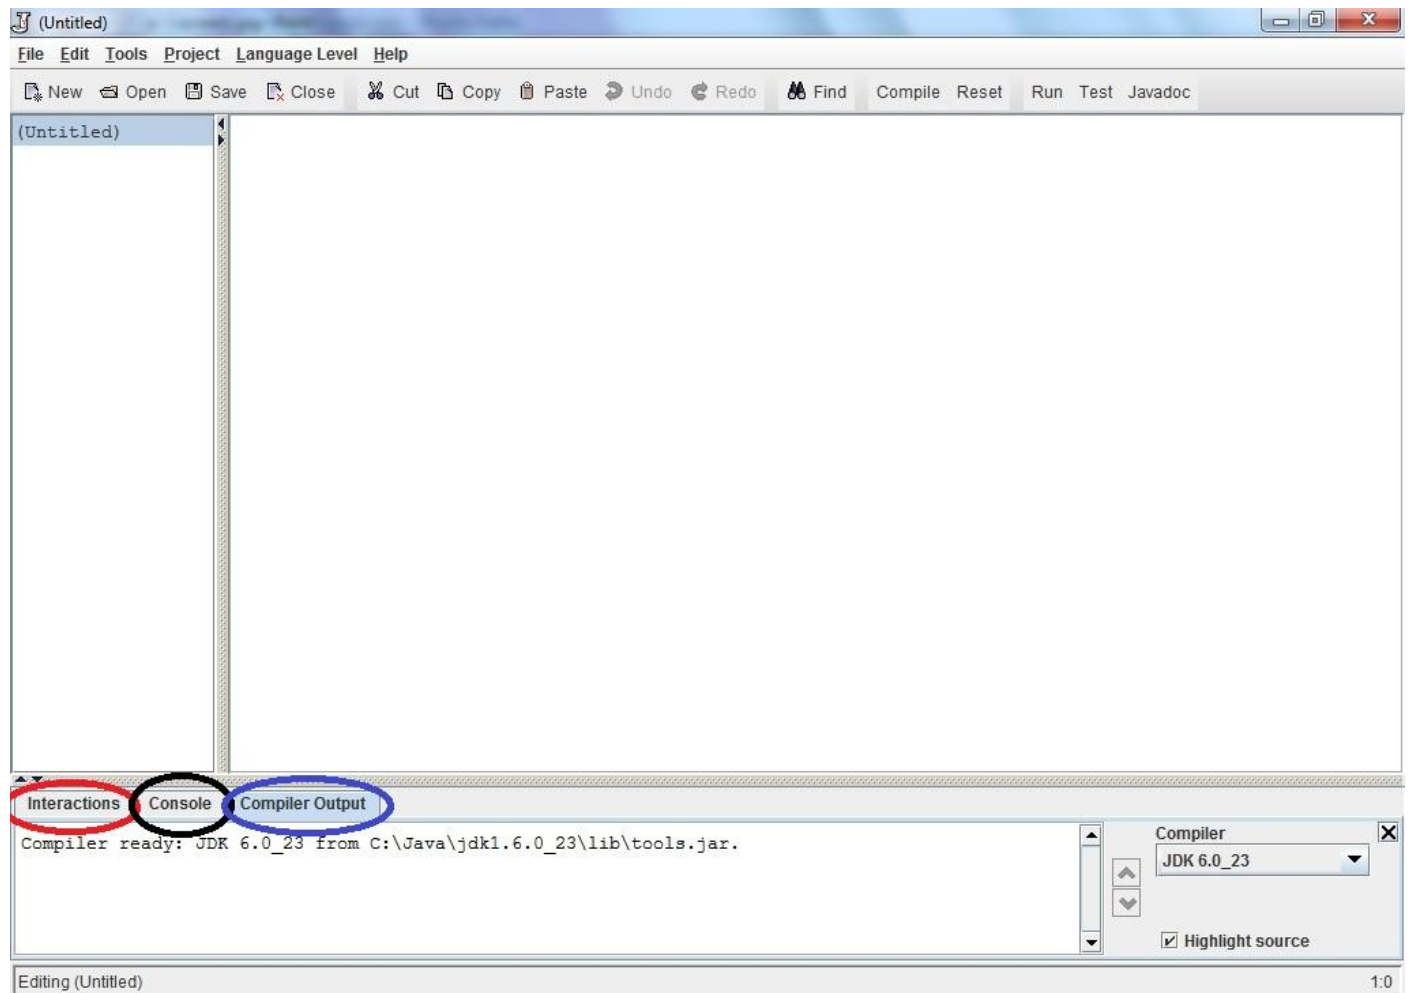 (Untitled)
File Edit Tools Project Language Level Help
New Open Save Close Cut Copy Paste Undo Redo Find Compile Reset Run Test Javadoc
(Untitled)
Interactions Console Compiler Output
Compiler ready: JDK 6.0_23 from C:\Java\jdk1.6.0_23\lib\tools.jar.
Compiler
JDK 6.0_23
Highlight source
Editing (Untitled) 1:0